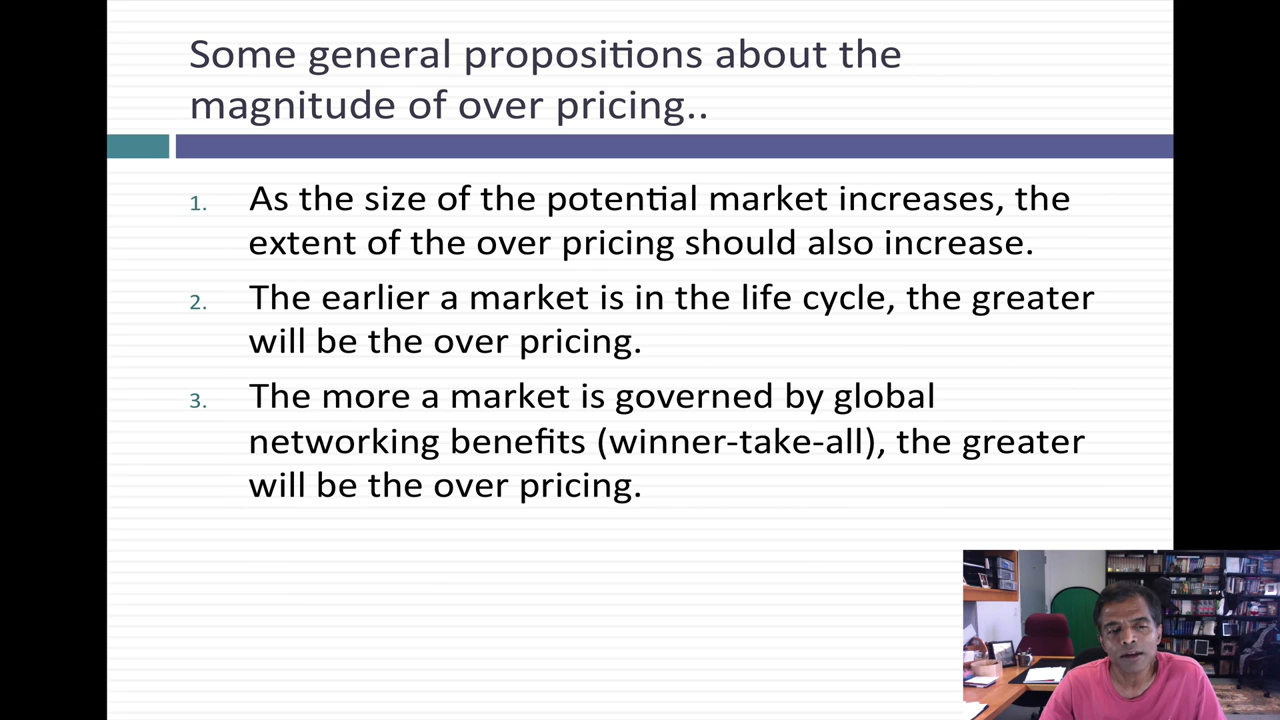 Some general propositions about the
magnitude of over pricing..
1. As the size of the potential market increases, the
extent of the over pricing should also increase.
2. The earlier a market is in the life cycle, the greater
will be the over pricing.
3. The more a market is governed by global
networking benefits (winner-take-all), the greater
will be the over pricing.